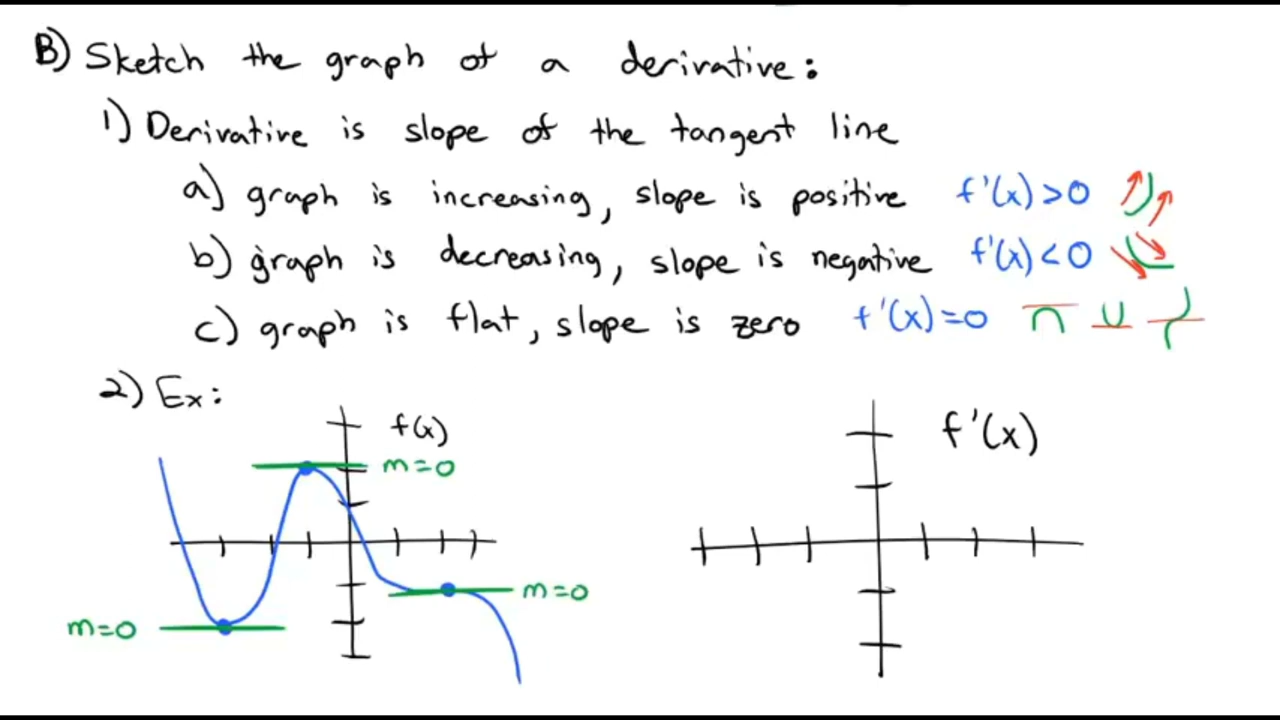 B) Sketch the graph of a derivative:
1) Derivative is slope of the tangent line
a) graph is increasing, slope is positive f'(x) > 0
b) graph is decreasing, slope is negative f'(x) < 0
c) graph is flat, slope is zero f'(x) = 0
2) Ex:
f(x)
f'(x)
m=0
m=0
m=0